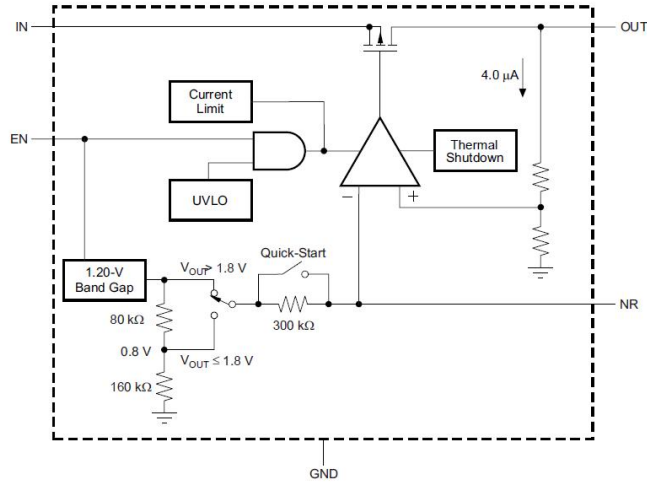 IN
OUT
4.0 µA
Current
Limit
EN
Thermal
Shutdown
UVLO
− +
Quick-Start
1.20-V
Band Gap
VOUT> 1.8 V
80 kΩ
300 kΩ
NR
0.8 V
VOUT ≤ 1.8 V
160 kΩ
GND